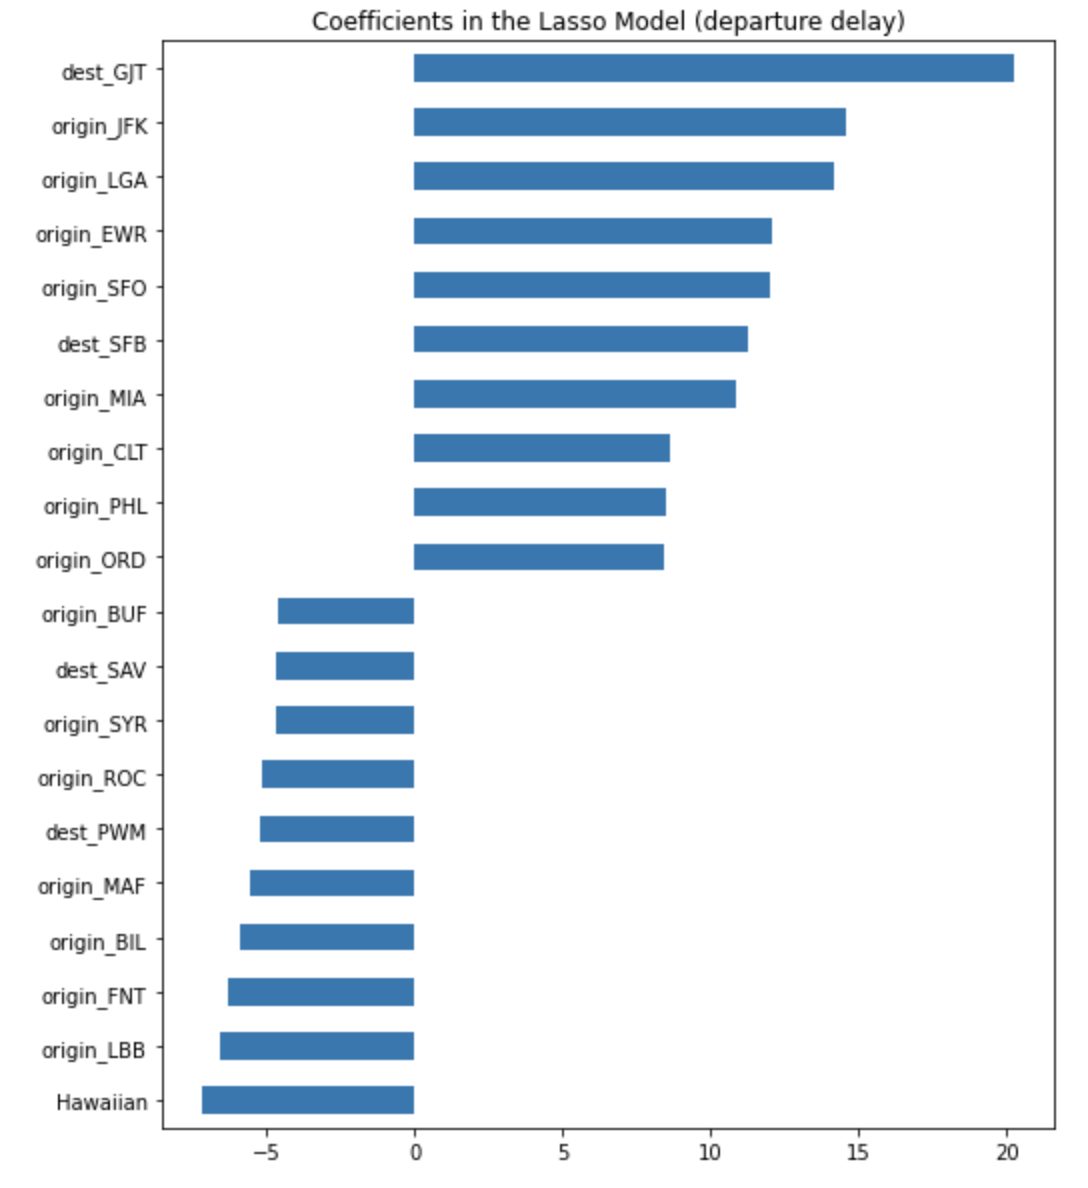 Coefficients in the Lasso Model (departure delay)
dest_GJT
origin_JFK
origin_LGA
origin_EWR
origin_SFO
dest_SFB
origin_MIA
origin_CLT
origin_PHL
origin_ORD
origin_BUF
dest_SAV
origin_SYR
origin_ROC
dest_PWM
origin_MAF
origin_BIL
origin_FNT
origin_LBB
Hawaiian
−5 0 5 10 15 20